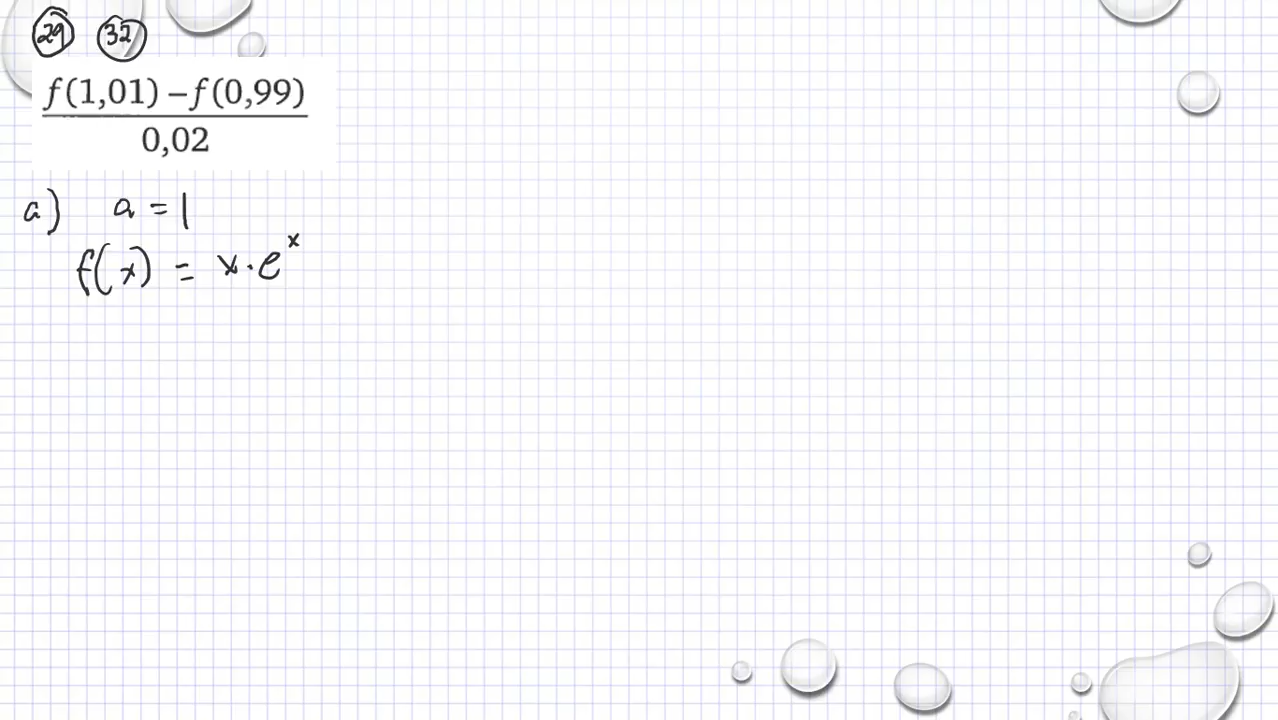 29 32
f(1,01) – f(0,99)
0,02
a) a = 1
f(x) = x · e^x